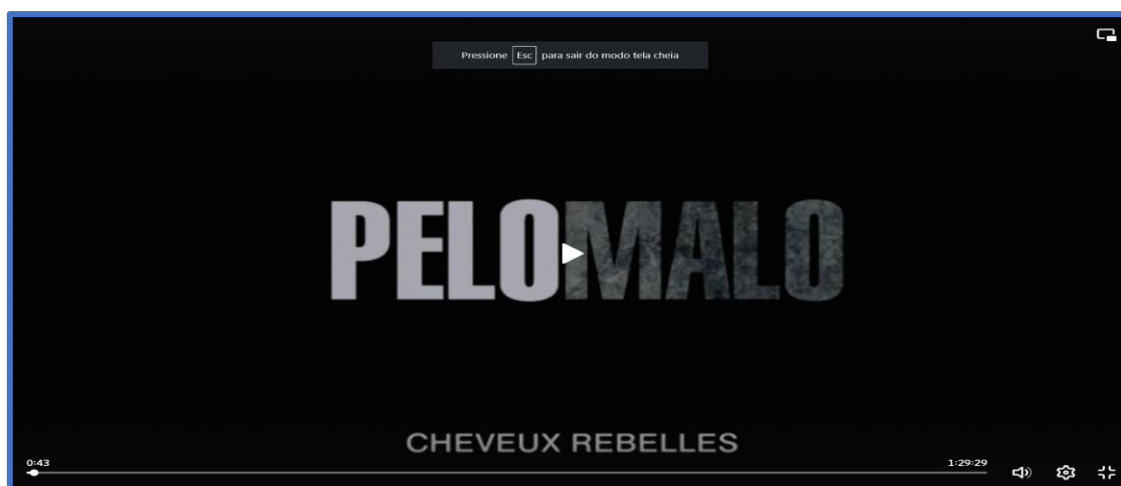 Pressione Esc para sair do modo tela cheia
PELOMALO
CHEVEUX REBELLES
0:43 1:29:29